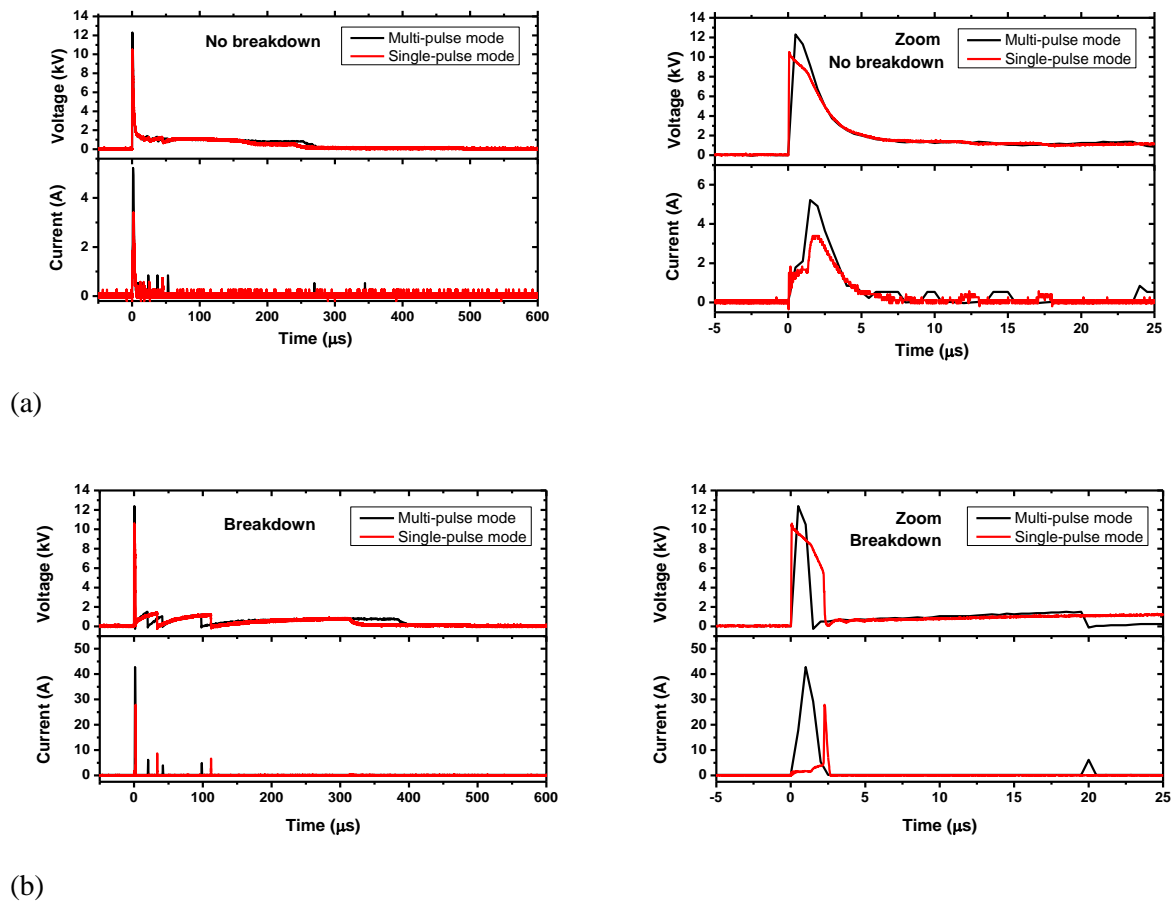 No breakdown
Multi-pulse mode
Single-pulse mode
Voltage (kV)
14
12
10
8
6
4
2
0
Current (A)
4
2
0
0 100 200 300 400 500 600
Time (μs)
Zoom
No breakdown
Multi-pulse mode
Single-pulse mode
Voltage (kV)
14
12
10
8
6
4
2
0
Current (A)
6
4
2
0
-5 0 5 10 15 20 25
Time (μs)
(a)
Breakdown
Multi-pulse mode
Single-pulse mode
Voltage (kV)
14
12
10
8
6
4
2
0
Current (A)
50
40
30
20
10
0
0 100 200 300 400 500 600
Time (μs)
Zoom
Breakdown
Multi-pulse mode
Single-pulse mode
Voltage (kV)
14
12
10
8
6
4
2
0
Current (A)
50
40
30
20
10
0
-5 0 5 10 15 20 25
Time (μs)
(b)